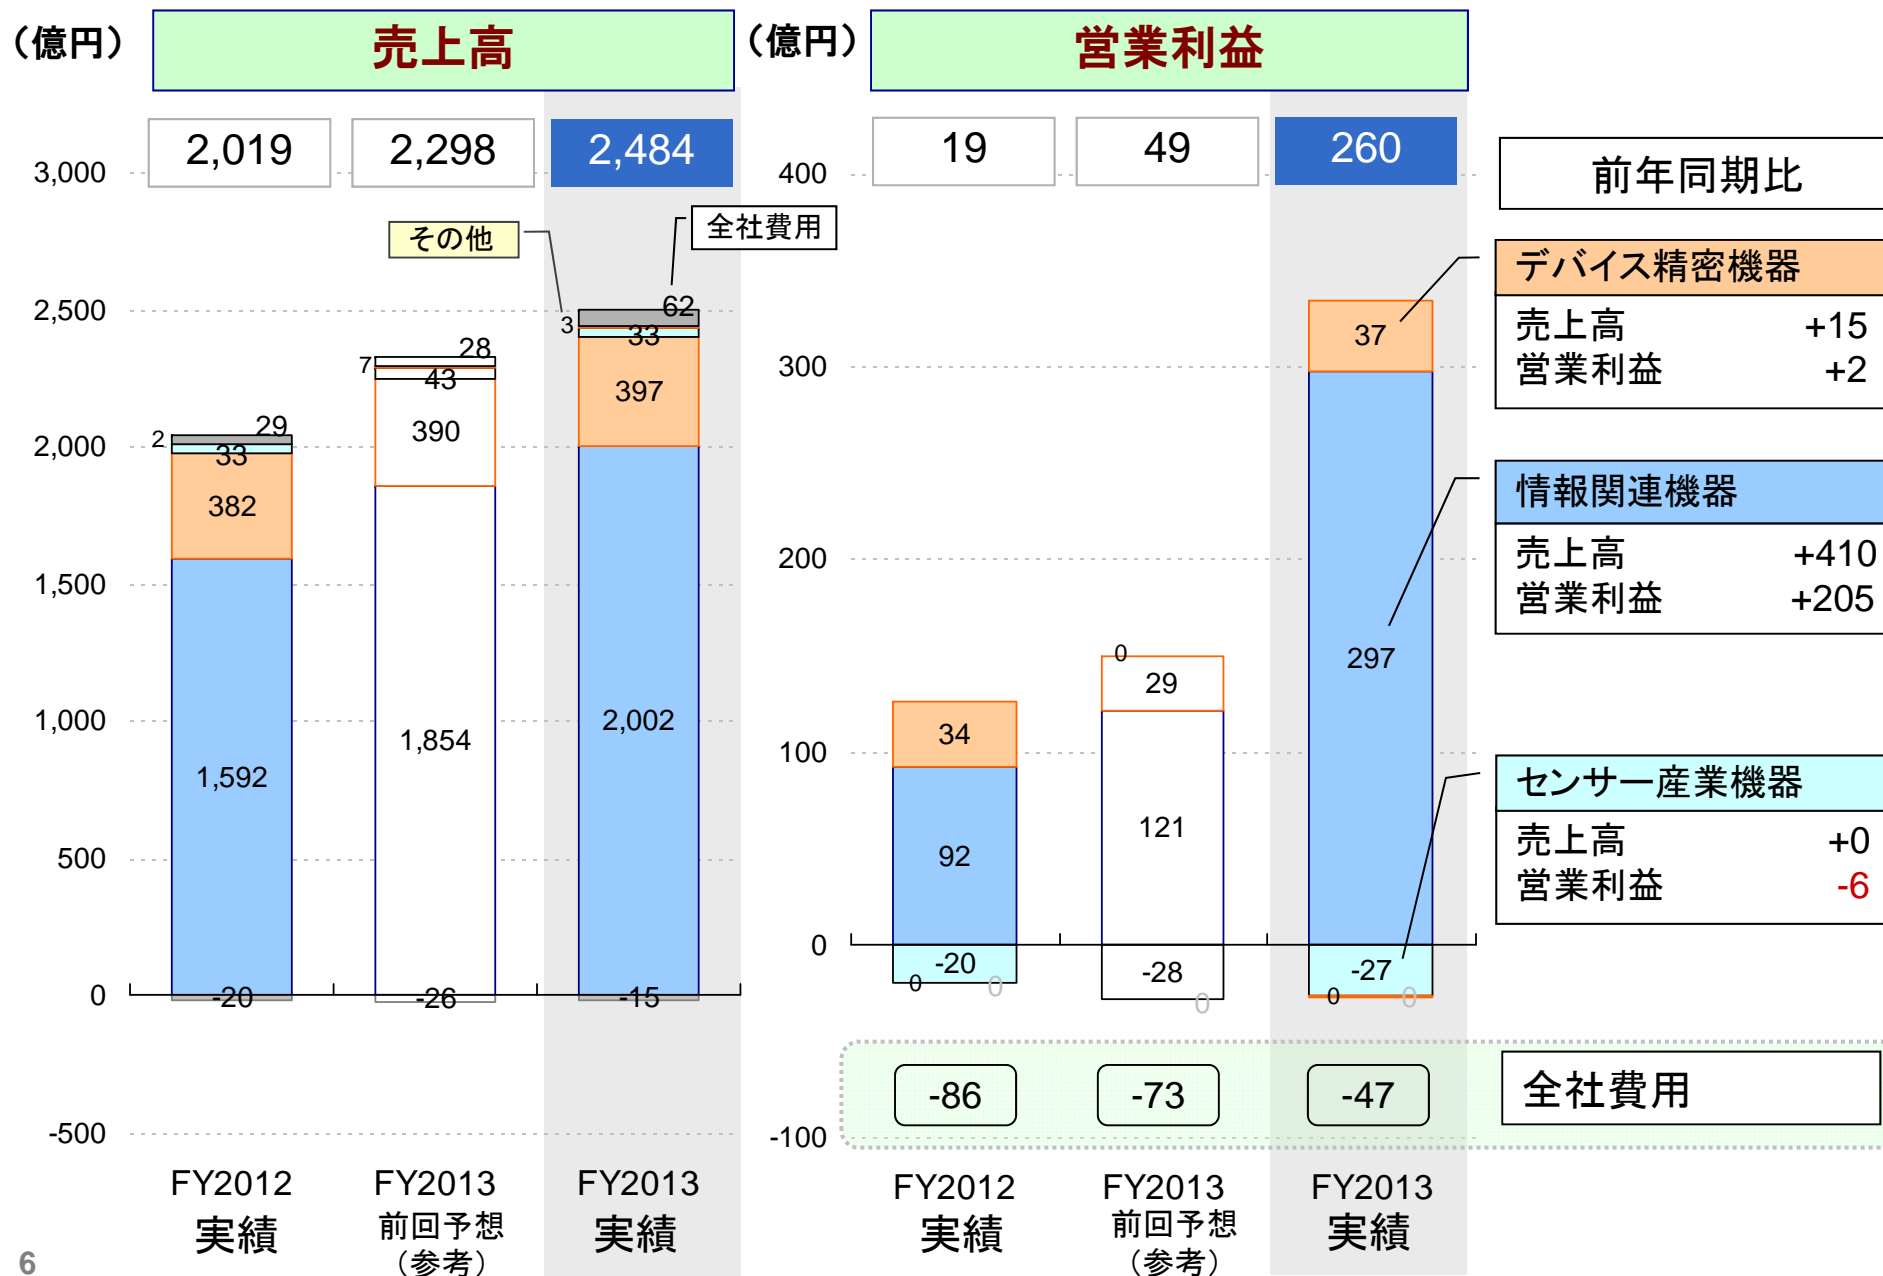 （億円）
売上高
2,019
2,298
2,484
その他
全社費用
3,000
2,500
2,000
1,500
1,000
500
0
-500
2
29
33
382
1,592
-20
7
28
43
390
1,854
-26
3
62
33
397
2,002
-15
FY2012
実績
FY2013
前回予想
（参考）
FY2013
実績
（億円）
営業利益
19
49
260
400
300
200
100
0
-100
34
92
-20
0
0
0
29
121
-28
0
37
297
-27
0
0
-86
-73
-47
全社費用
FY2012
実績
FY2013
前回予想
（参考）
FY2013
実績
前年同期比
デバイス精密機器
売上高 +15
営業利益 +2
情報関連機器
売上高 +410
営業利益 +205
センサー産業機器
売上高 +0
営業利益 -6
6